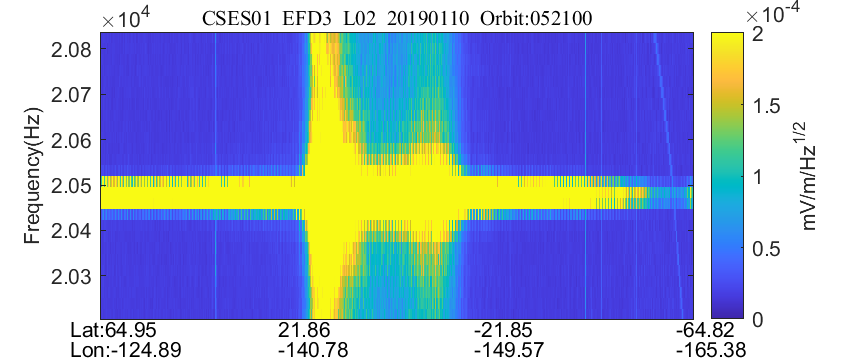 CSES01 EFD3 L02 20190110 Orbit:052100
×10⁴
×10⁻⁴
2.08
2.07
2.06
2.05
2.04
2.03
Frequency(Hz)
2
1.5
1
0.5
0
mV/m/Hz^1/2
Lat:64.95 21.86 -21.85 -64.82
Lon:-124.89 -140.78 -149.57 -165.38